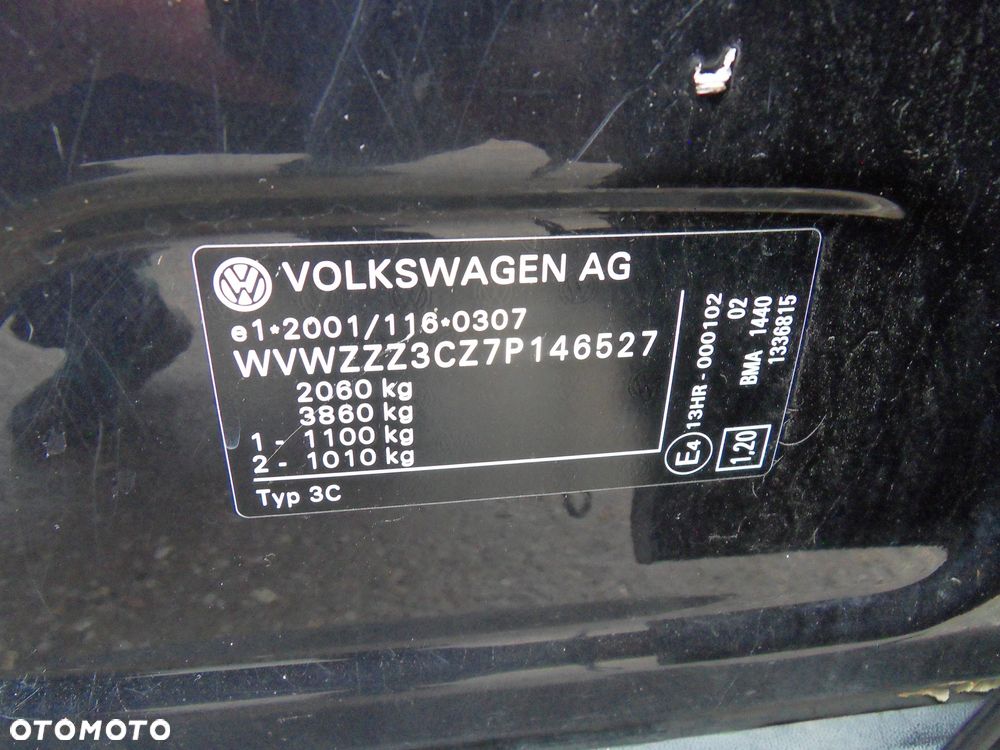 VOLKSWAGEN AG
e1*2001/116*0307
WVWZZZ3CZ7P146527
2060 kg
3860 kg
1 - 1100 kg
2 - 1010 kg
Typ 3C
E4 13HR - 000102
02
BMA 1440
1336815
1.20
OTOMOTO